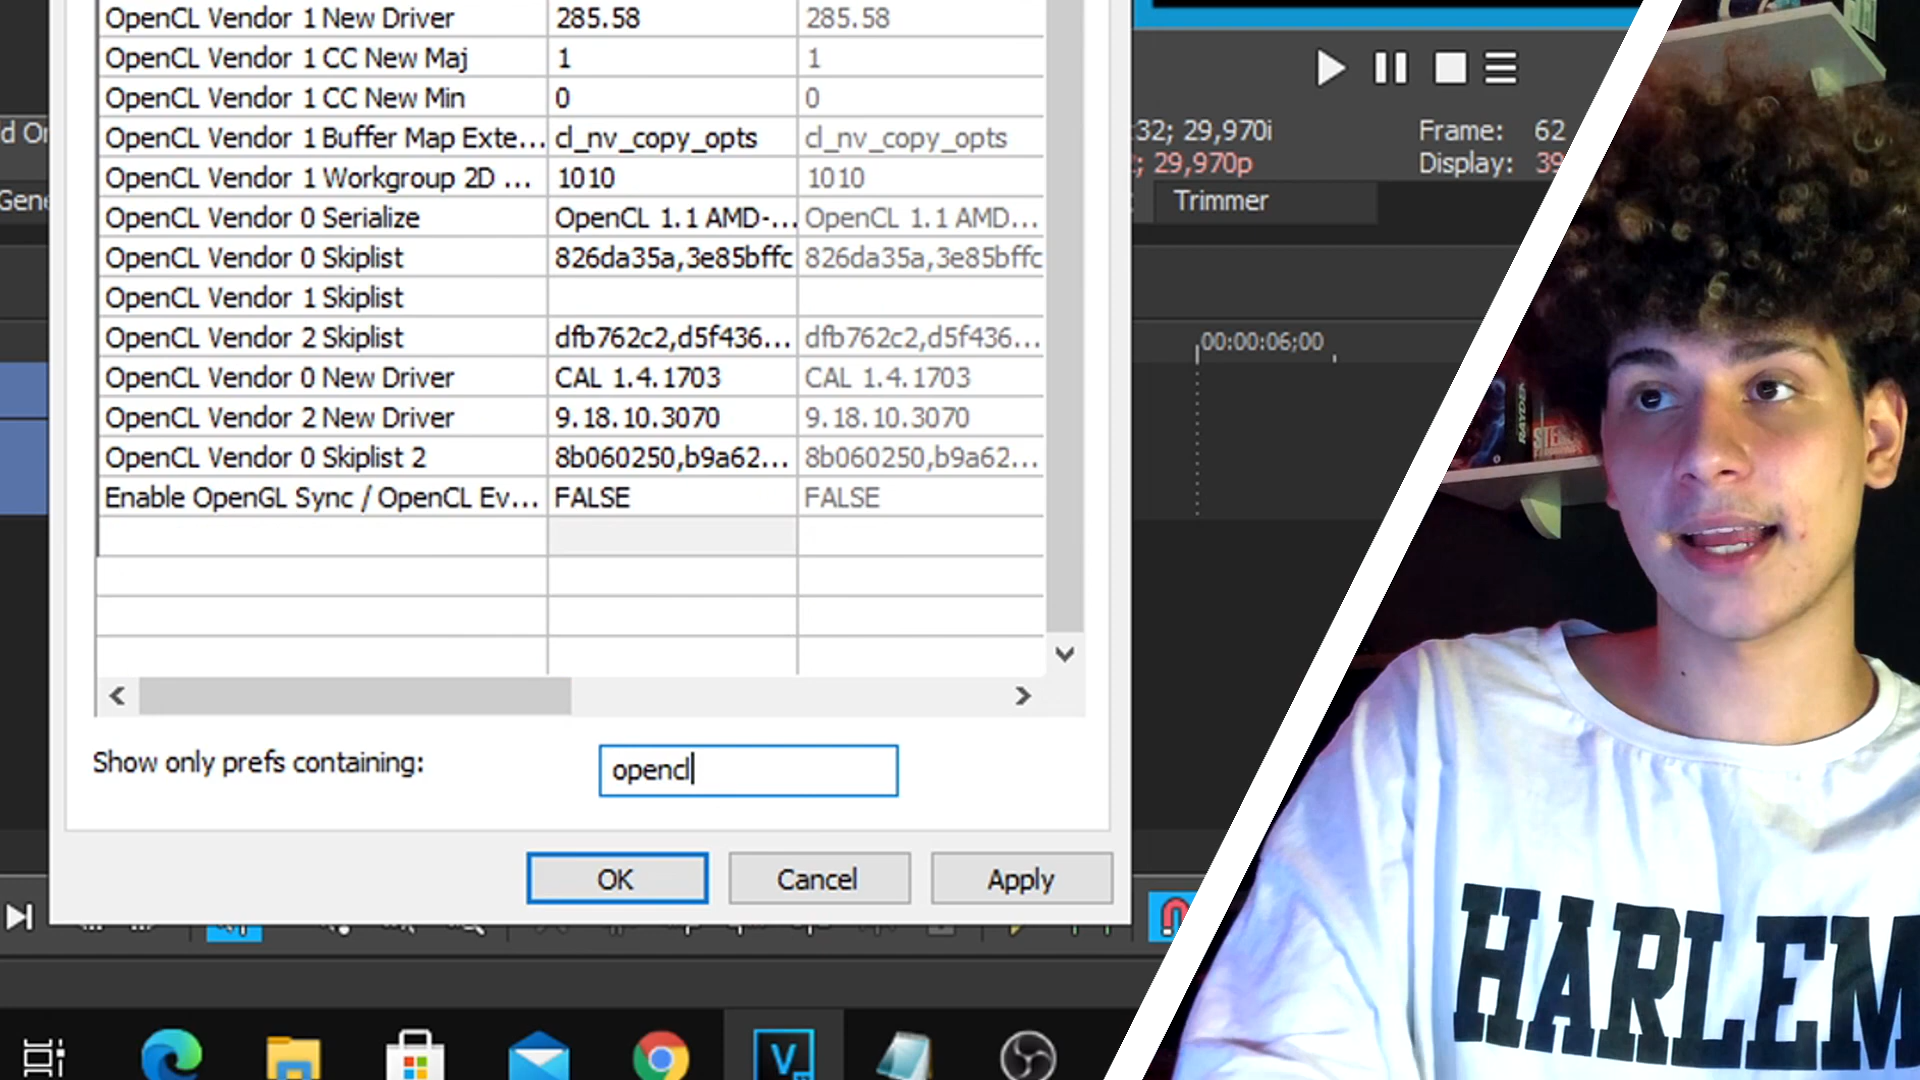 OpenCL Vendor 1 New Driver 285.58 285.58
OpenCL Vendor 1 CC New Maj 1 1
OpenCL Vendor 1 CC New Min 0 0
OpenCL Vendor 1 Buffer Map Exte... cl_nv_copy_opts cl_nv_copy_opts
OpenCL Vendor 1 Workgroup 2D ... 1010 1010
OpenCL Vendor 0 Serialize OpenCL 1.1 AMD-... OpenCL 1.1 AMD...
OpenCL Vendor 0 Skiplist 826da35a,3e85bffc 826da35a,3e85bffc
OpenCL Vendor 1 Skiplist
OpenCL Vendor 2 Skiplist dfb762c2,d5f436... dfb762c2,d5f436...
OpenCL Vendor 0 New Driver CAL 1.4.1703 CAL 1.4.1703
OpenCL Vendor 2 New Driver 9.18.10.3070 9.18.10.3070
OpenCL Vendor 0 Skiplist 2 8b060250,b9a62... 8b060250,b9a62...
Enable OpenGL Sync / OpenCL Ev... FALSE FALSE
Show only prefs containing: opencl
OK Cancel Apply
d Or
Gene
:32; 29,970i Frame: 62
; 29,970p Display: 39
Trimmer
00:00:06;00
V
RAYDEN
HARLEM